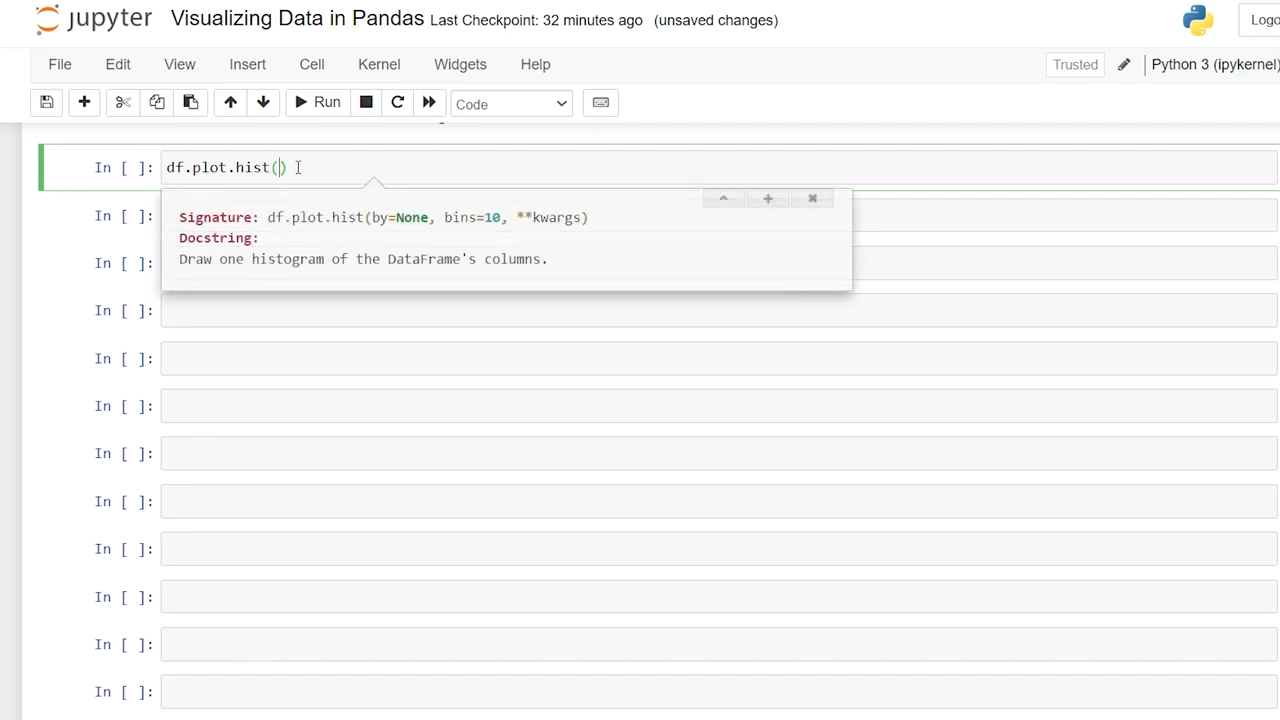 jupyter Visualizing Data in Pandas Last Checkpoint: 32 minutes ago (unsaved changes)
File Edit View Insert Cell Kernel Widgets Help Trusted Python 3 (ipykernel)
Run Code
In [ ]: df.plot.hist()
Signature: df.plot.hist(by=None, bins=10, **kwargs)
Docstring:
Draw one histogram of the DataFrame's columns.
In [ ]:
In [ ]:
In [ ]:
In [ ]:
In [ ]:
In [ ]:
In [ ]:
In [ ]:
In [ ]:
In [ ]:
In [ ]: